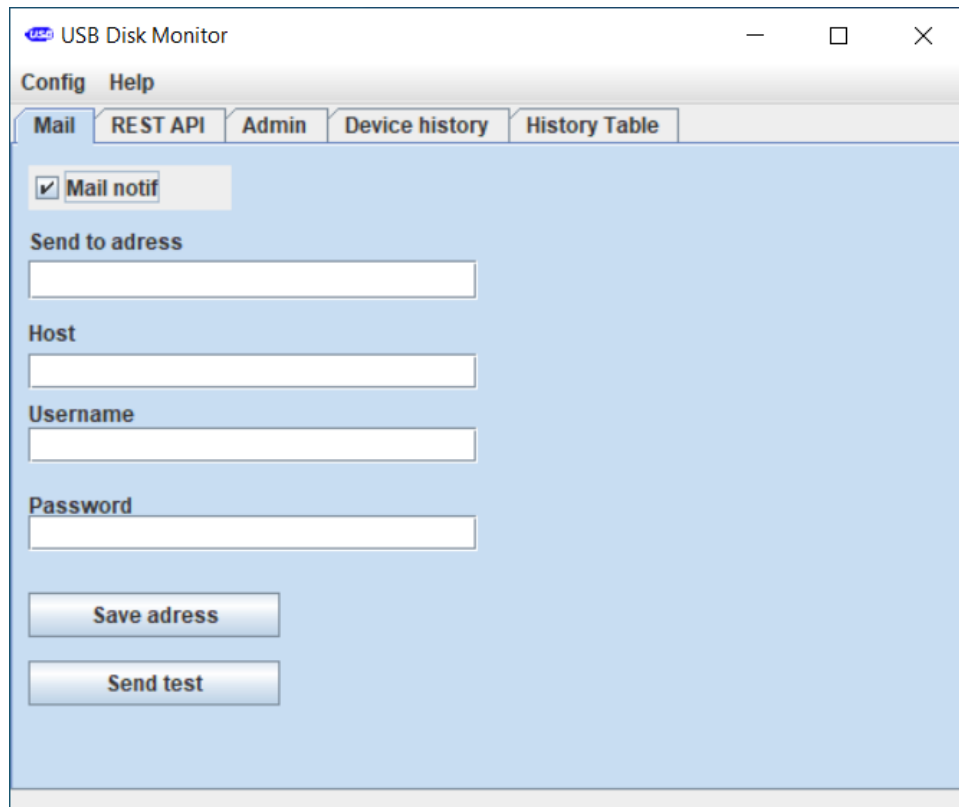 USB Disk Monitor
Config Help
Mail REST API Admin Device history History Table
Mail notif
Send to adress
Host
Username
Password
Save adress
Send test